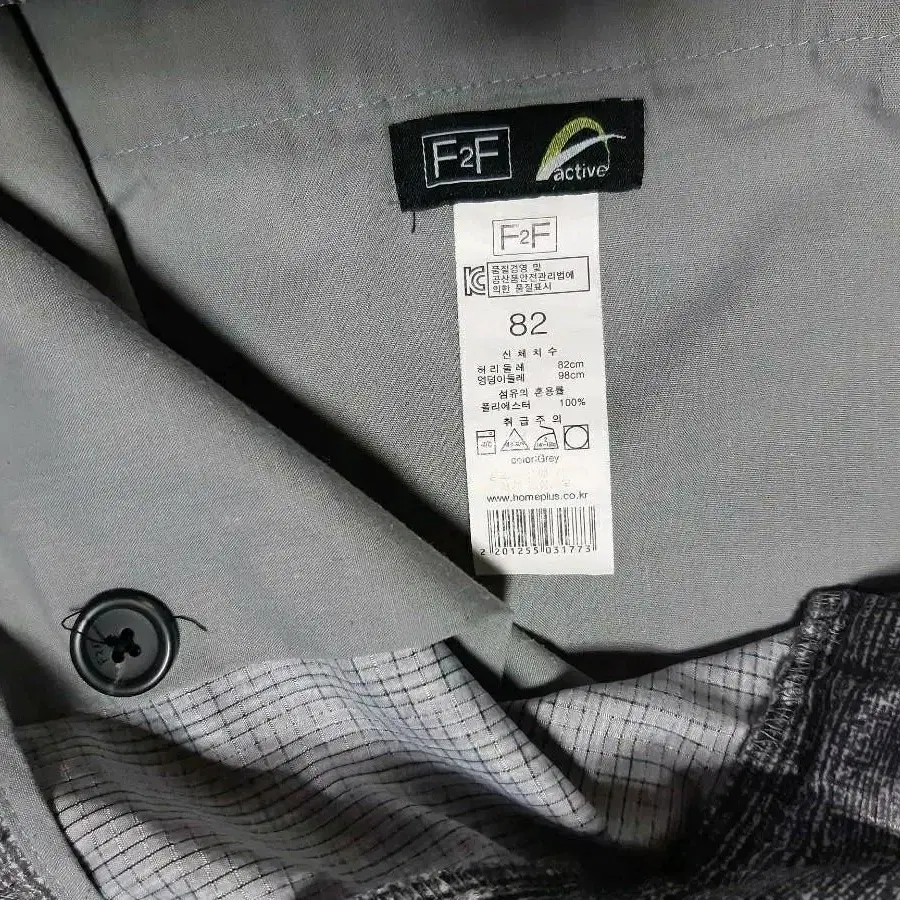 F2F active
F2F
품질경영 및
공산품안전관리법에
의한 품질표시
82
신 체 치 수
허 리 둘 레 82cm
엉덩이둘레 98cm
섬유의 혼용률
폴리에스터 100%
취 급 주 의
color:Grey
www.homeplus.co.kr
2 201255 031773